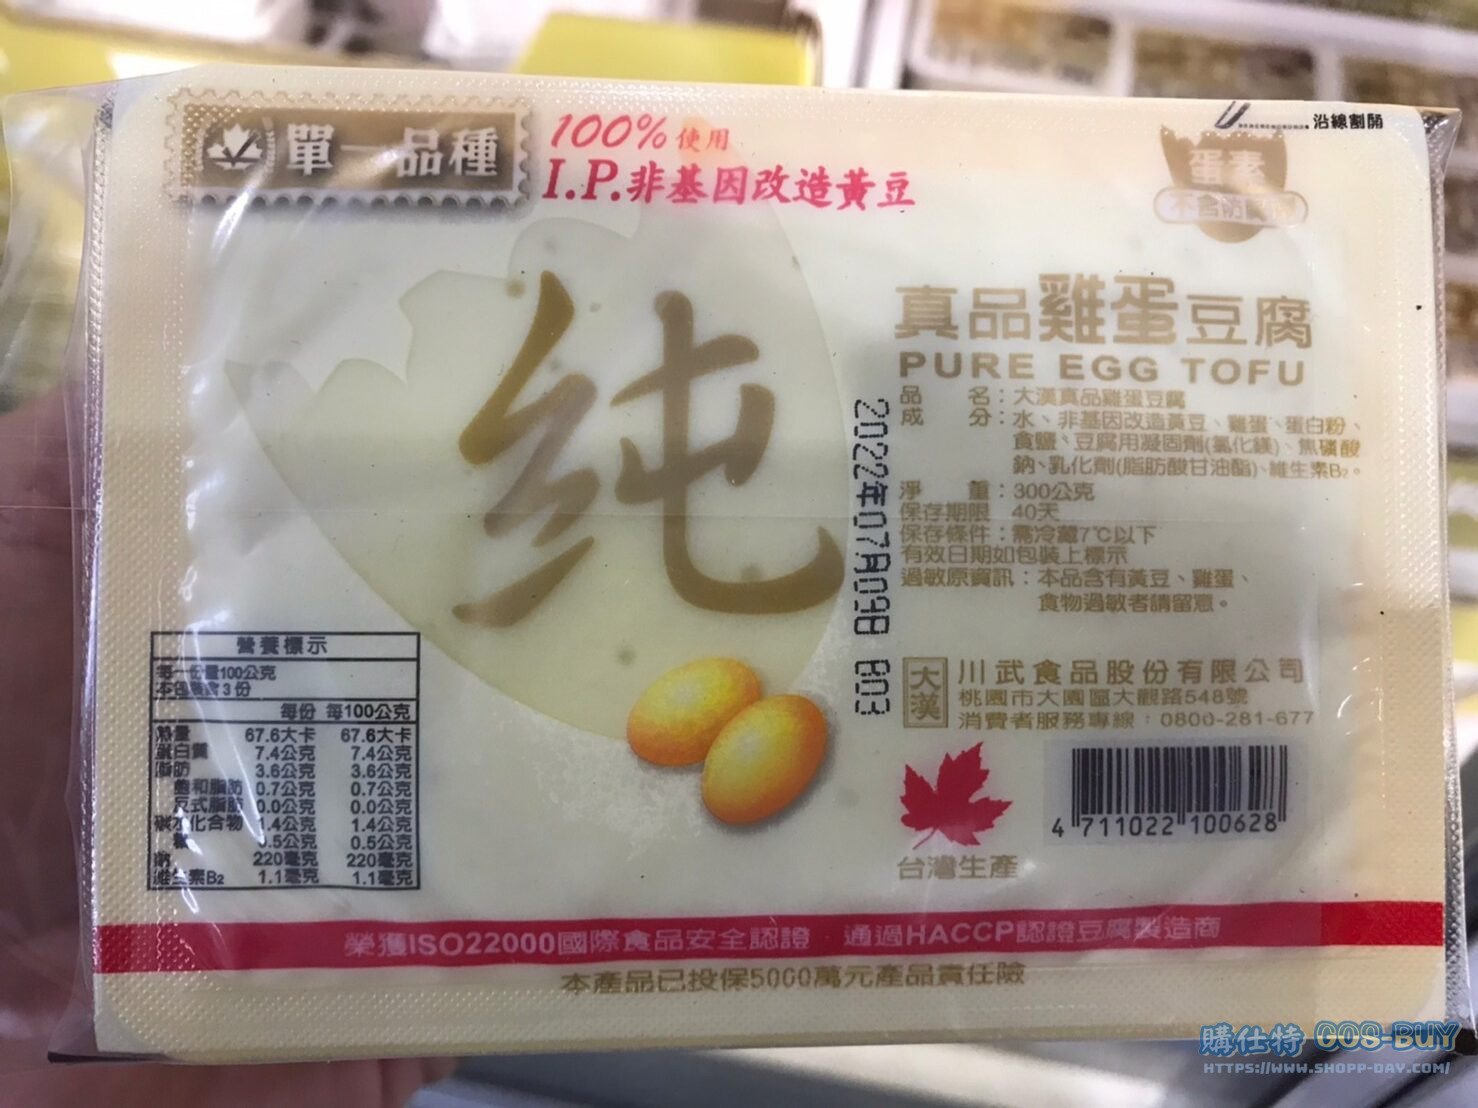 單一品種
100%使用
I.P.非基因改造黃豆
沿線割開
蛋素
純
真品雞蛋豆腐
PURE EGG TOFU
品 名：大漢真品雞蛋豆腐
成 分：水、非基因改造黃豆、雞蛋、蛋白粉、
食鹽、豆腐用凝固劑(氯化鎂)、焦磷酸
鈉、乳化劑(脂肪酸甘油酯)、維生素B₂。
淨 重：300公克
保存期限 40天
保存條件：需冷藏7℃以下
有效日期如包裝上標示
過敏原資訊：本品含有黃豆、雞蛋、
食物過敏者請留意。
2022年07月09B B03
大漢
川武食品股份有限公司
桃園市大園區大觀路548號
消費者服務專線：0800-281-677
營養標示
每一份量100公克
本包裝含3份
每份 每100公克
熱量 67.6大卡 67.6大卡
蛋白質 7.4公克 7.4公克
脂肪 3.6公克 3.6公克
飽和脂肪 0.7公克 0.7公克
反式脂肪 0.0公克 0.0公克
碳水化合物 1.4公克 1.4公克
糖 0.5公克 0.5公克
鈉 220毫克 220毫克
維生素B₂ 1.1毫克 1.1毫克
台灣生產
4 711022 100628
榮獲ISO22000國際食品安全認證 通過HACCP認證豆腐製造商
本產品已投保5000萬元產品責任險
購仕特 GOS-BUY
HTTPS://WWW.SHOPP-DAY.COM/